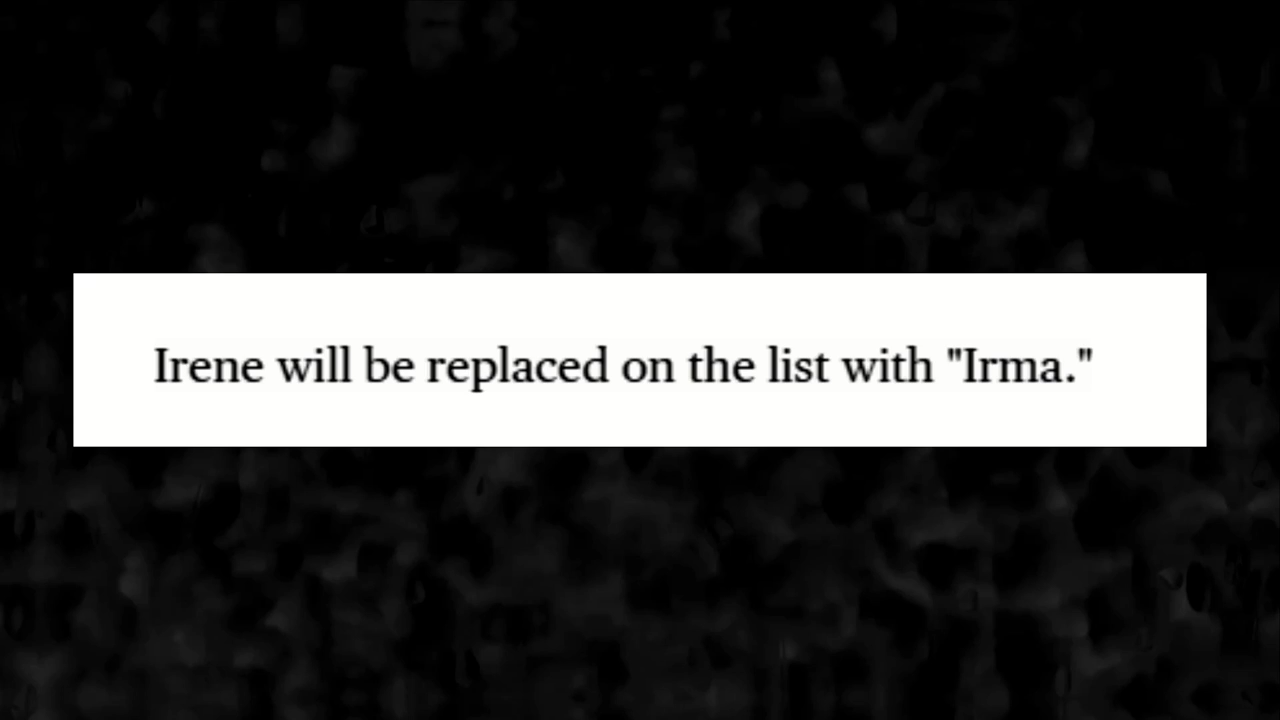 Irene will be replaced on the list with "Irma."